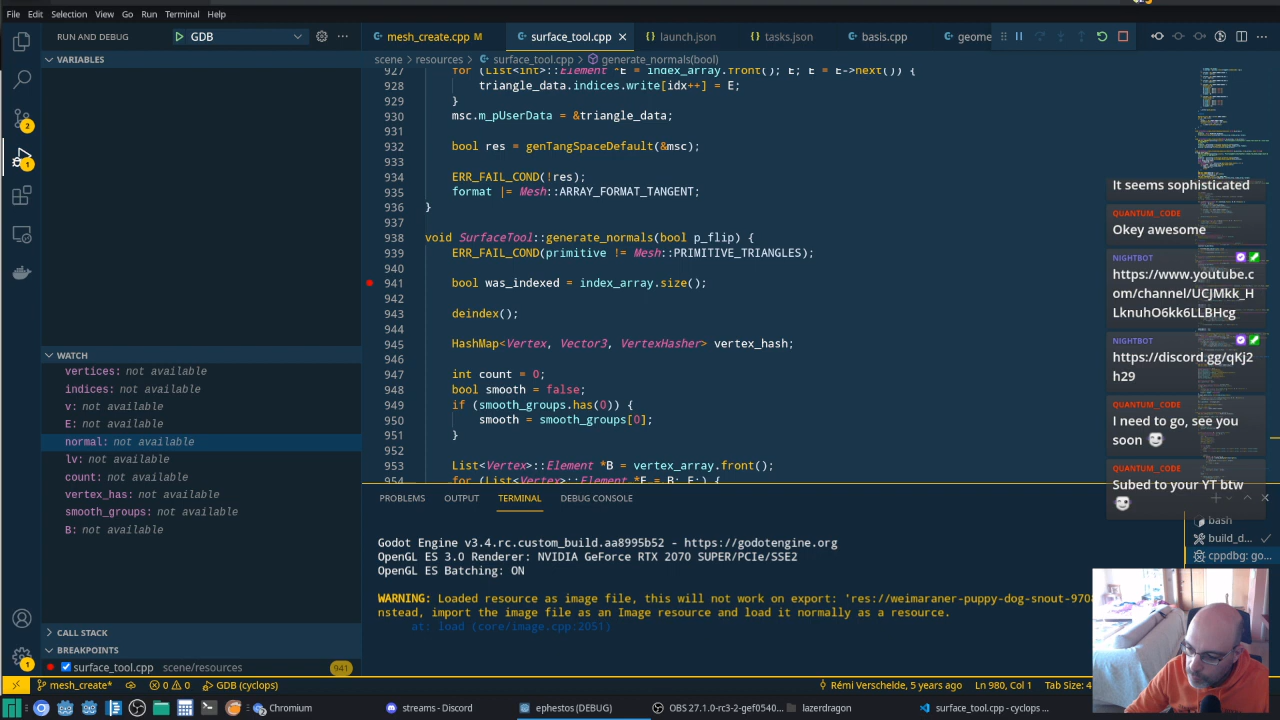 File Edit Selection View Go Run Terminal Help
RUN AND DEBUG GDB
mesh_create.cpp M surface_tool.cpp launch.json tasks.json basis.cpp geome
VARIABLES
scene > resources > surface_tool.cpp > generate_normals(bool)
927 for (List<int>::Element *E = index_array.front(); E; E = E->next()) {
928 triangle_data.indices.write[idx++] = E;
929 }
930 msc.m_pUserData = &triangle_data;
931
932 bool res = genTangSpaceDefault(&msc);
933
934 ERR_FAIL_COND(!res);
935 format |= Mesh::ARRAY_FORMAT_TANGENT;
936 }
937
938 void SurfaceTool::generate_normals(bool p_flip) {
939 ERR_FAIL_COND(primitive != Mesh::PRIMITIVE_TRIANGLES);
940
941 bool was_indexed = index_array.size();
942
943 deindex();
944
945 HashMap<Vertex, Vector3, VertexHasher> vertex_hash;
946
947 int count = 0;
948 bool smooth = false;
949 if (smooth_groups.has(0)) {
950 smooth = smooth_groups[0];
951 }
952
953 List<Vertex>::Element *B = vertex_array.front();
954 for (List<Vertex>::Element *E = B; E;) {
WATCH
vertices: not available
indices: not available
v: not available
E: not available
normal: not available
lv: not available
count: not available
vertex_has: not available
smooth_groups: not available
B: not available
CALL STACK
BREAKPOINTS
surface_tool.cpp scene/resources 941
PROBLEMS OUTPUT TERMINAL DEBUG CONSOLE
Godot Engine v3.4.rc.custom_build.aa8995b52 - https://godotengine.org
OpenGL ES 3.0 Renderer: NVIDIA GeForce RTX 2070 SUPER/PCIe/SSE2
OpenGL ES Batching: ON
WARNING: Loaded resource as image file, this will not work on export: 'res://weimaraner-puppy-dog-snout-970
nstead, import the image file as an Image resource and load it normally as a resource.
at: load (core/image.cpp:2051)
bash
build_d...
cppdbg: go...
It seems sophisticated
QUANTUM_CODE
Okey awesome
NIGHTBOT
https://www.youtube.c
om/channel/UCJMkk_H
LknuhO6kk6LLBHcg
NIGHTBOT
https://discord.gg/qKj2
h29
QUANTUM_CODE
I need to go, see you
soon
QUANTUM_CODE
Subed to your YT btw
2
1
1
mesh_create* 0 0 GDB (cyclops) Rémi Verschelde, 5 years ago Ln 980, Col 1 Tab Size: 4
Chromium streams - Discord ephestos (DEBUG) OBS 27.1.0-rc3-2-gef0540... lazerdragon surface_tool.cpp - cyclops ...